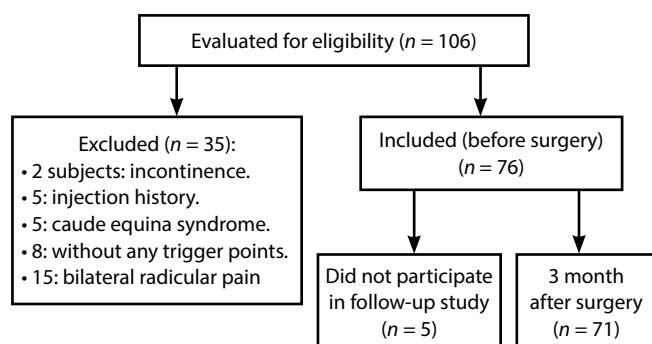 Evaluated for eligibility (n = 106)
Excluded (n = 35):
• 2 subjects: incontinence.
• 5: injection history.
• 5: caude equina syndrome.
• 8: without any trigger points.
• 15: bilateral radicular pain
Included (before surgery)
(n = 76)
Did not participate
in follow-up study
(n = 5)
3 month
after surgery
(n = 71)